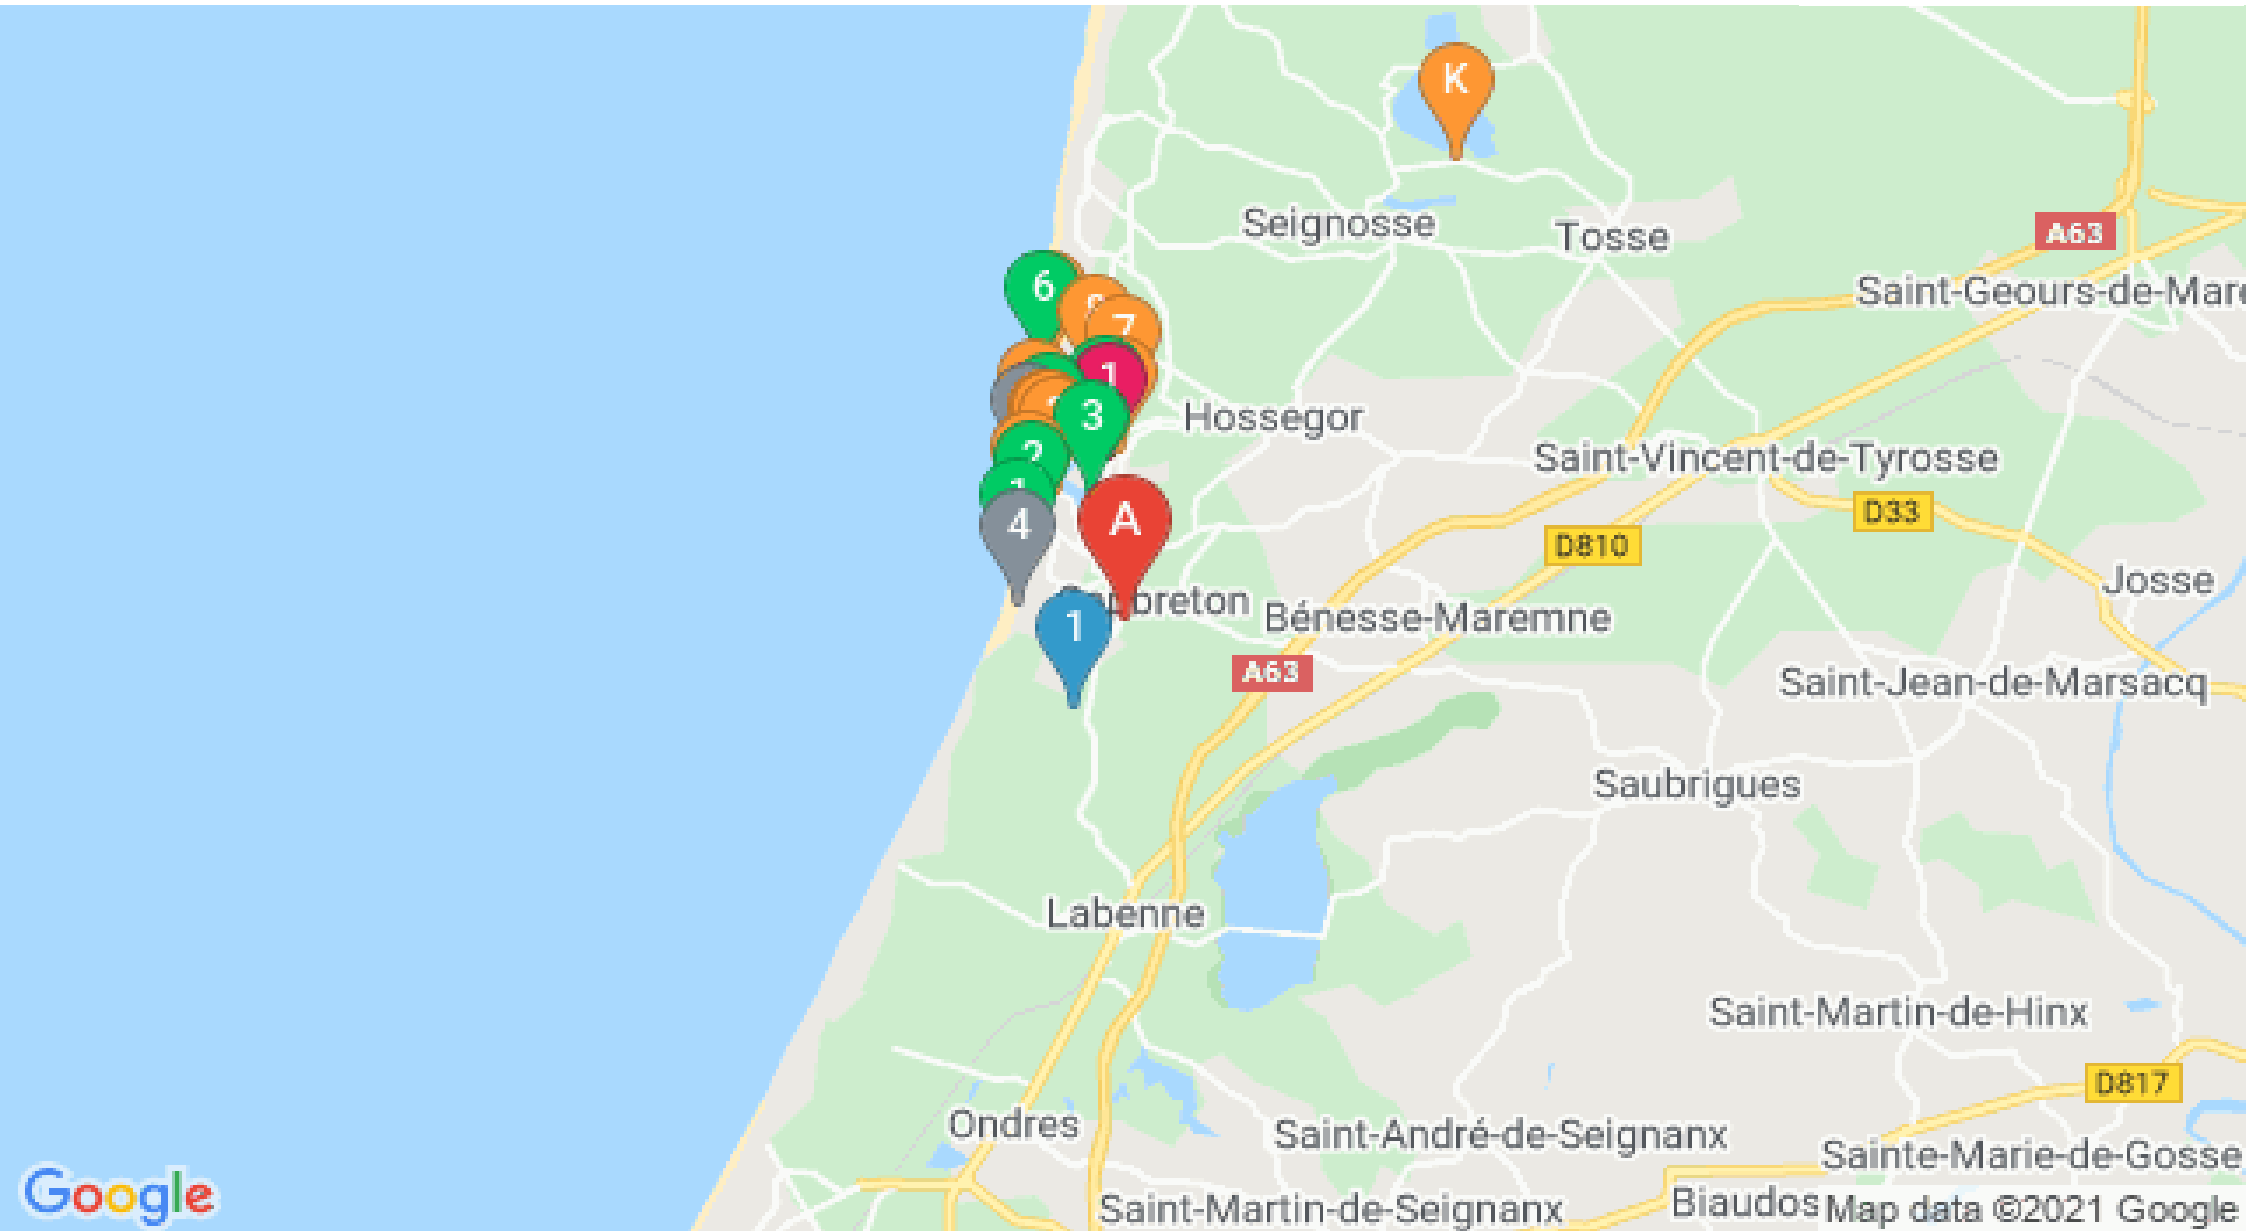 K
Seignosse
Tosse
A63
6
Saint-Geours-de-Mare
7
1
3
Hossegor
2
Saint-Vincent-de-Tyrosse
1
4
A
D33
D810
Josse
breton
Bénesse-Maremne
1
A63
Saint-Jean-de-Marsacq
Saubrigues
Labenne
Saint-Martin-de-Hinx
D817
Ondres
Saint-André-de-Seignanx
Sainte-Marie-de-Gosse
Google
Saint-Martin-de-Seignanx
Biaudos
Map data ©2021 Google